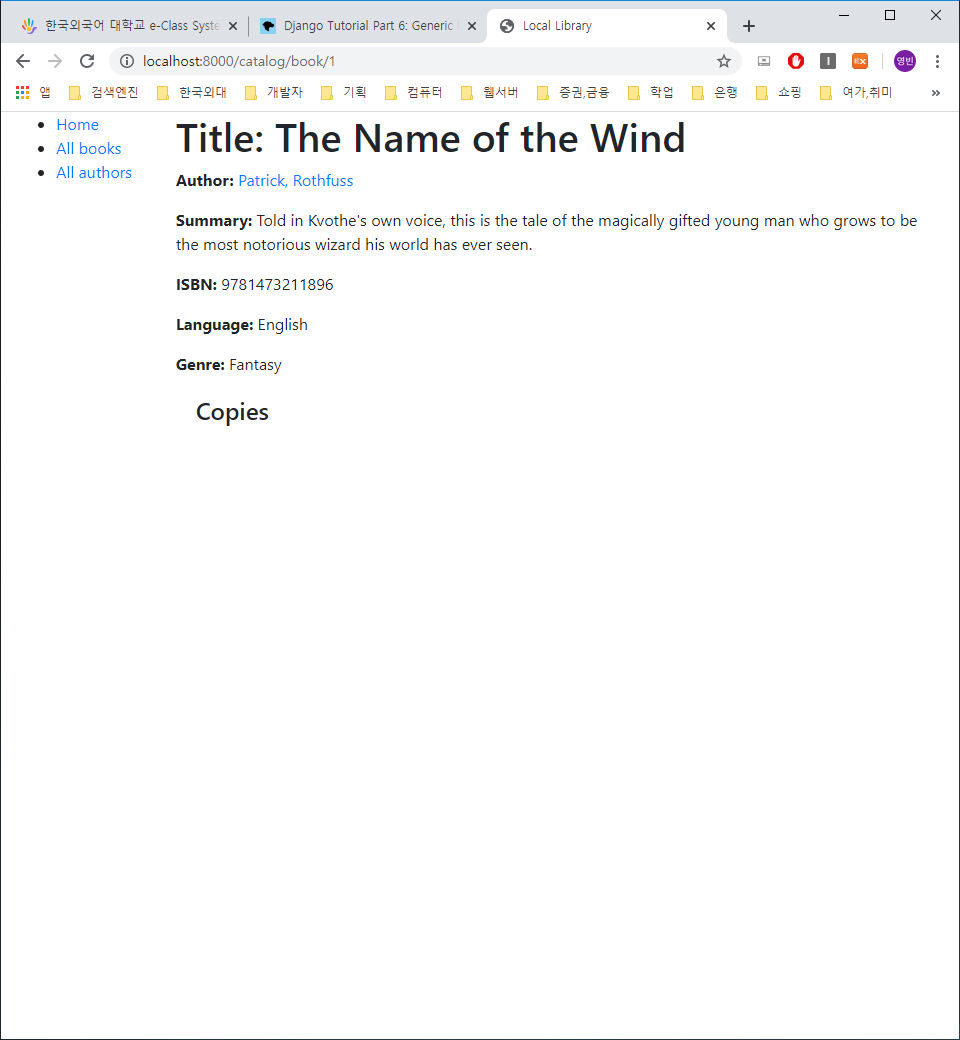 한국외국어 대학교 e-Class Syste
Django Tutorial Part 6: Generic
Local Library
localhost:8000/catalog/book/1
영빈
앱 검색엔진 한국외대 개발자 기획 컴퓨터 웹서버 증권,금융 학업 은행 쇼핑 여가,취미 »
Home
All books
All authors
Title: The Name of the Wind
Author: Patrick, Rothfuss
Summary: Told in Kvothe's own voice, this is the tale of the magically gifted young man who grows to be
the most notorious wizard his world has ever seen.
ISBN: 9781473211896
Language: English
Genre: Fantasy
Copies